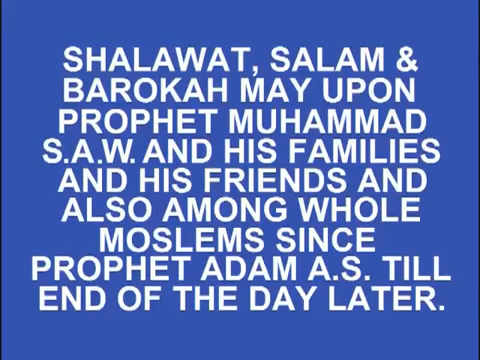 SHALAWAT, SALAM &
BAROKAH MAY UPON
PROPHET MUHAMMAD
S.A.W. AND HIS FAMILIES
AND HIS FRIENDS AND
ALSO AMONG WHOLE
MOSLEMS SINCE
PROPHET ADAM A.S. TILL
END OF THE DAY LATER.